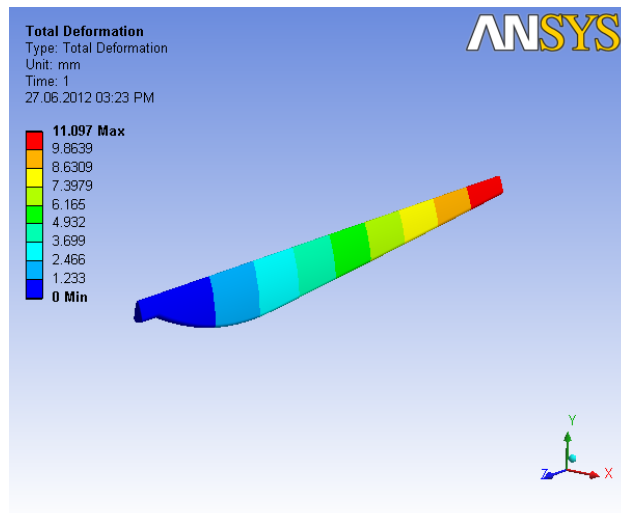 Total Deformation
Type: Total Deformation
Unit: mm
Time: 1
27.06.2012 03:23 PM
ANSYS
11.097 Max
9.8639
8.6309
7.3979
6.165
4.932
3.699
2.466
1.233
0 Min
Y
Z
X